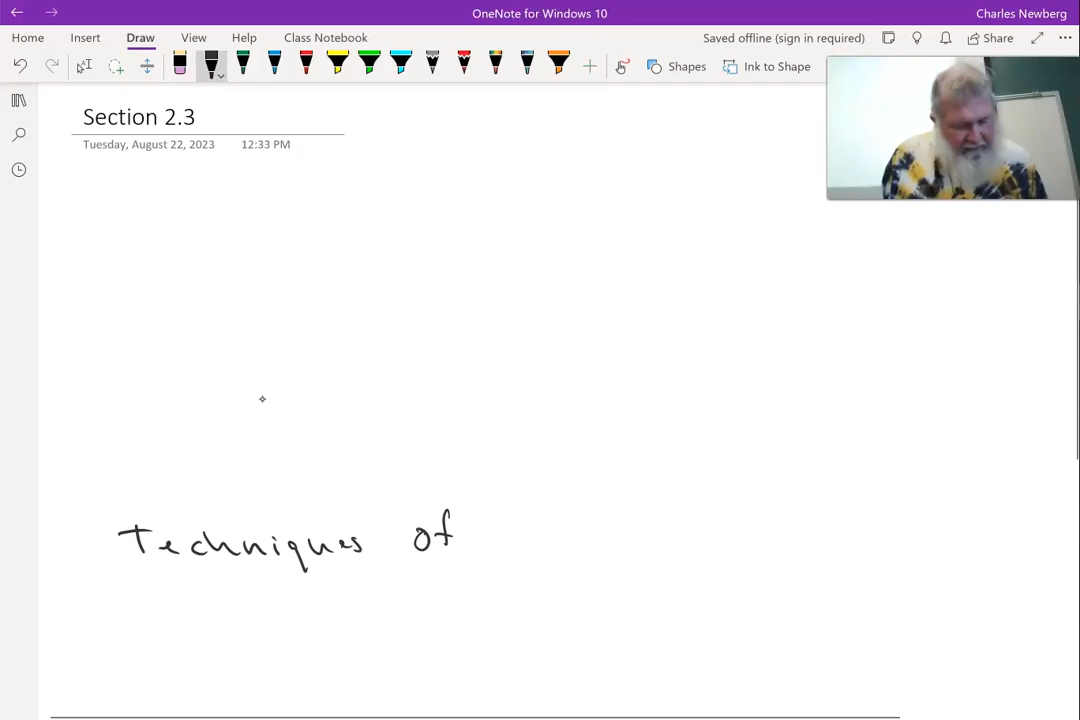 OneNote for Windows 10
Charles Newberg
Home Insert Draw View Help Class Notebook
Saved offline (sign in required)
Share
Shapes
Ink to Shape
Section 2.3
Tuesday, August 22, 2023 12:33 PM
Techniques of